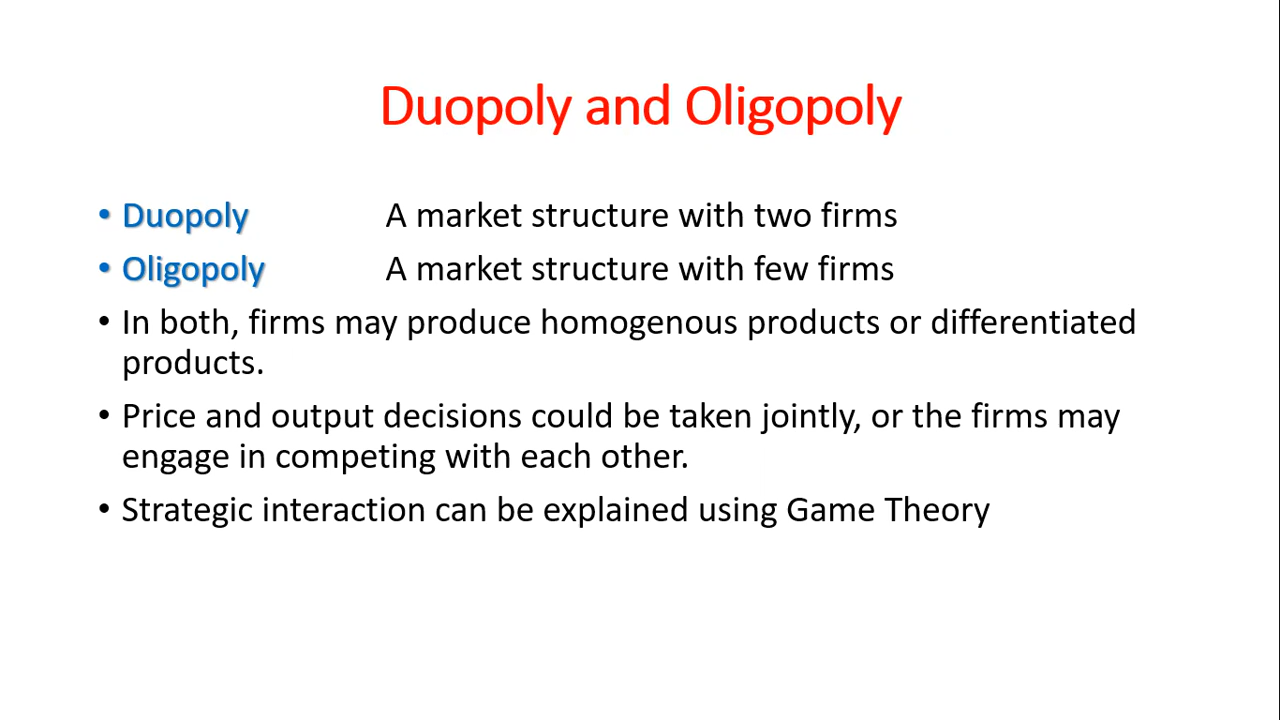 Duopoly and Oligopoly
• Duopoly A market structure with two firms
• Oligopoly A market structure with few firms
• In both, firms may produce homogenous products or differentiated
products.
• Price and output decisions could be taken jointly, or the firms may
engage in competing with each other.
• Strategic interaction can be explained using Game Theory